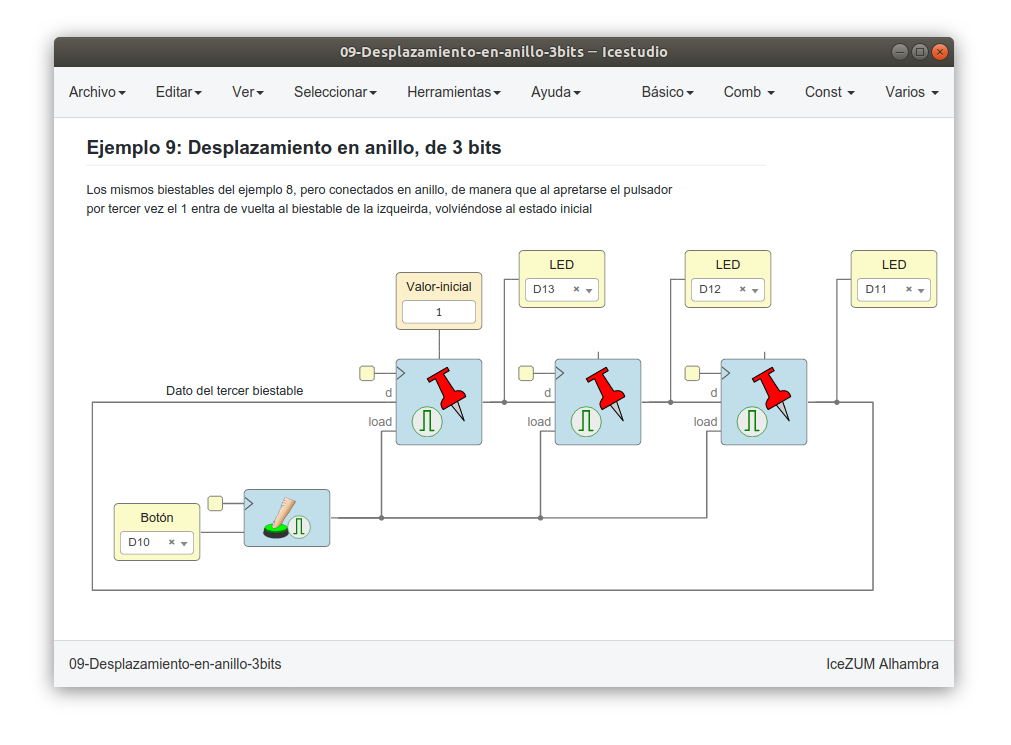 09-Desplazamiento-en-anillo-3bits — Icestudio
Archivo Editar Ver Seleccionar Herramientas Ayuda Básico Comb Const Varios
Ejemplo 9: Desplazamiento en anillo, de 3 bits
Los mismos biestables del ejemplo 8, pero conectados en anillo, de manera que al apretarse el pulsador
por tercer vez el 1 entra de vuelta al biestable de la izqueirda, volviéndose al estado inicial
LED LED LED
D13 D12 D11
Valor-inicial
1
Dato del tercer biestable
d d d
load load load
Botón
D10
09-Desplazamiento-en-anillo-3bits IceZUM Alhambra